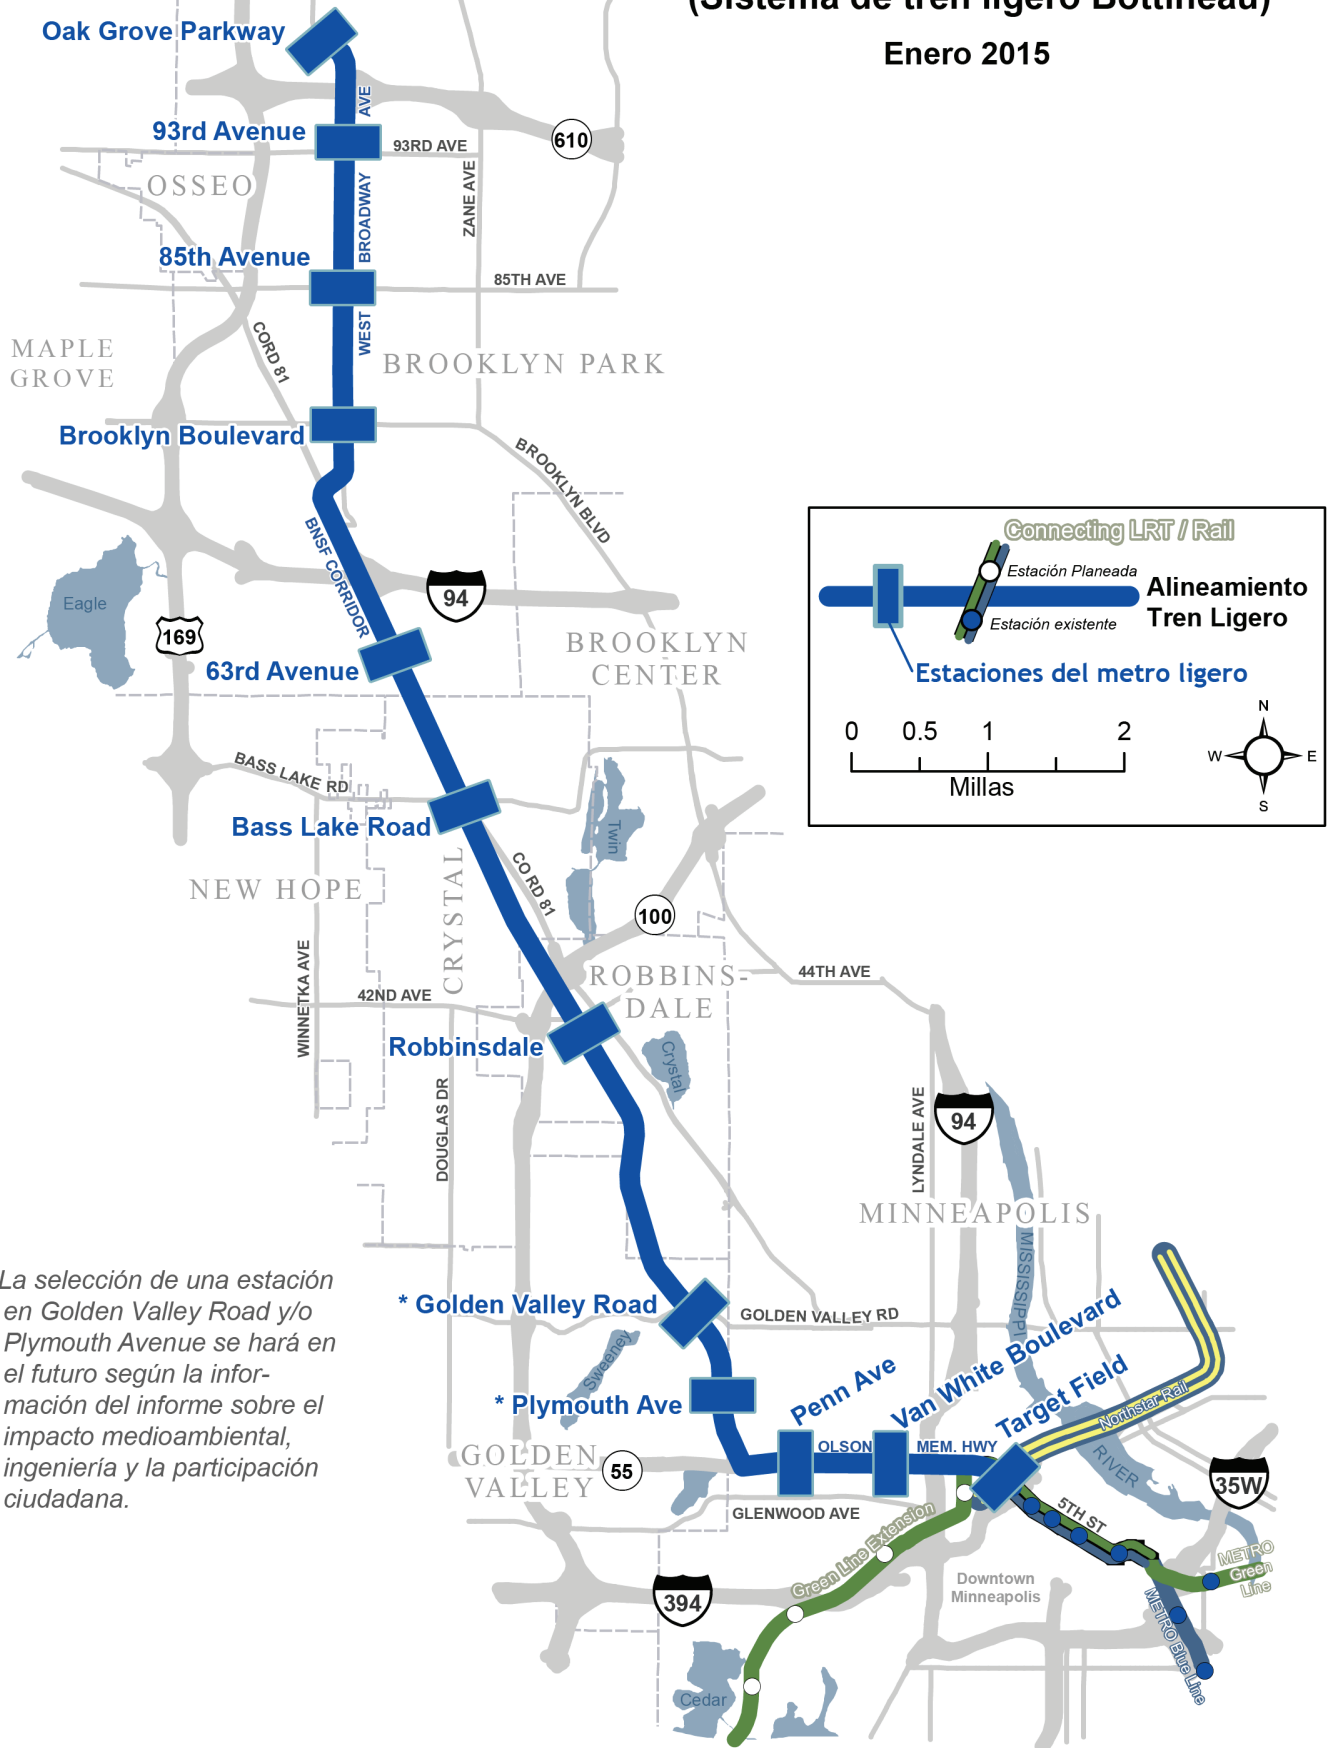 (Sistema de tren ligero Bottineau)
Enero 2015
Oak Grove Parkway
AVE
93rd Avenue
93RD AVE
610
OSSEO
ZANE AVE
BROADWAY
85th Avenue
85TH AVE
WEST
CORD 81
MAPLE
GROVE
BROOKLYN PARK
Brooklyn Boulevard
BROOKLYN BLVD
BNSF CORRIDOR
Eagle
94
169
63rd Avenue
BROOKLYN
CENTER
Connecting LRT / Rail
Estación Planeada
Estación existente
Alineamiento
Tren Ligero
Estaciones del metro ligero
0 0.5 1 2
Millas
N
W E
S
BASS LAKE RD
Bass Lake Road
Twin
NEW HOPE
CRYSTAL
CO RD 81
100
WINNETKA AVE
42ND AVE
ROBBINS-
DALE
44TH AVE
Robbinsdale
Crystal
DOUGLAS DR
LYNDALE AVE
94
MINNEAPOLIS
MISSISSIPPI
La selección de una estación
en Golden Valley Road y/o
Plymouth Avenue se hará en
el futuro según la infor-
mación del informe sobre el
impacto medioambiental,
ingeniería y la participación
ciudadana.
* Golden Valley Road
GOLDEN VALLEY RD
Sweeney
* Plymouth Ave
Penn Ave
Van White Boulevard
Target Field
Northstar Rail
RIVER
GOLDEN
VALLEY
55
OLSON
MEM. HWY
35W
GLENWOOD AVE
5TH ST
Green Line Extension
METRO
Green
Line
Downtown
Minneapolis
394
METRO Blue Line
Cedar